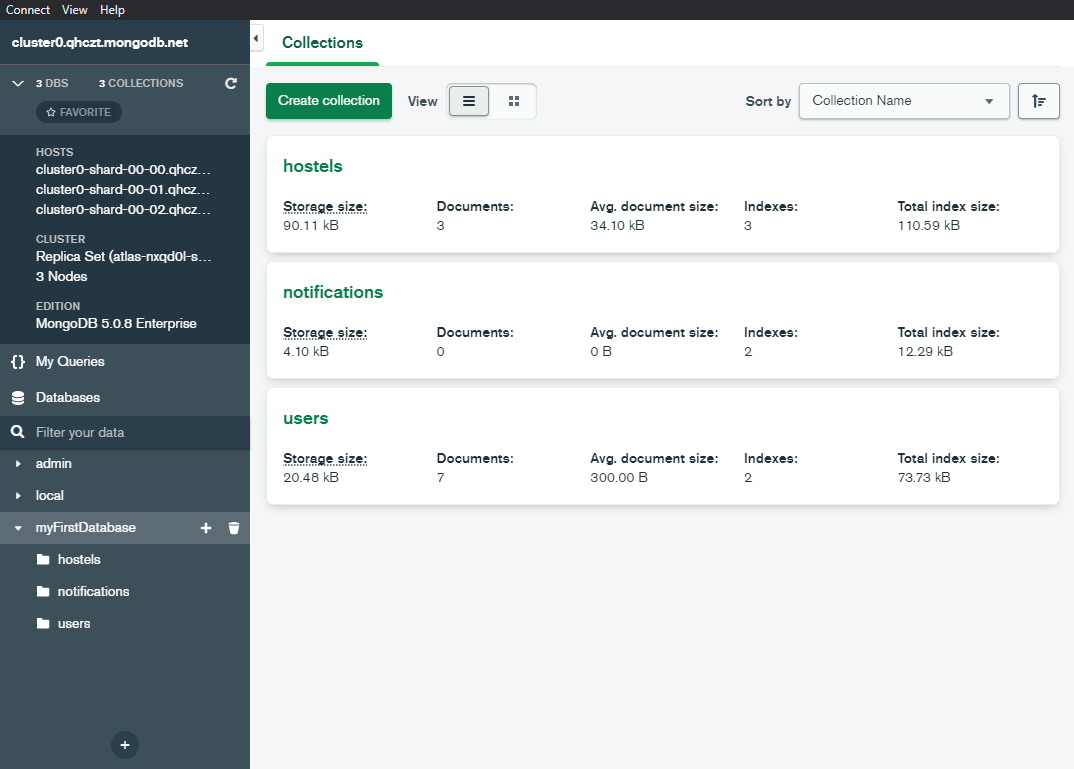 Connect View Help
cluster0.qhczt.mongodb.net
3 DBS 3 COLLECTIONS
FAVORITE
HOSTS
cluster0-shard-00-00.qhcz...
cluster0-shard-00-01.qhcz...
cluster0-shard-00-02.qhcz...
CLUSTER
Replica Set (atlas-nxqd0l-s...
3 Nodes
EDITION
MongoDB 5.0.8 Enterprise
{} My Queries
Databases
Filter your data
admin
local
myFirstDatabase
hostels
notifications
users
Collections
Create collection View Sort by Collection Name
hostels
Storage size: Documents: Avg. document size: Indexes: Total index size:
90.11 kB 3 34.10 kB 3 110.59 kB
notifications
Storage size: Documents: Avg. document size: Indexes: Total index size:
4.10 kB 0 0 B 2 12.29 kB
users
Storage size: Documents: Avg. document size: Indexes: Total index size:
20.48 kB 7 300.00 B 2 73.73 kB